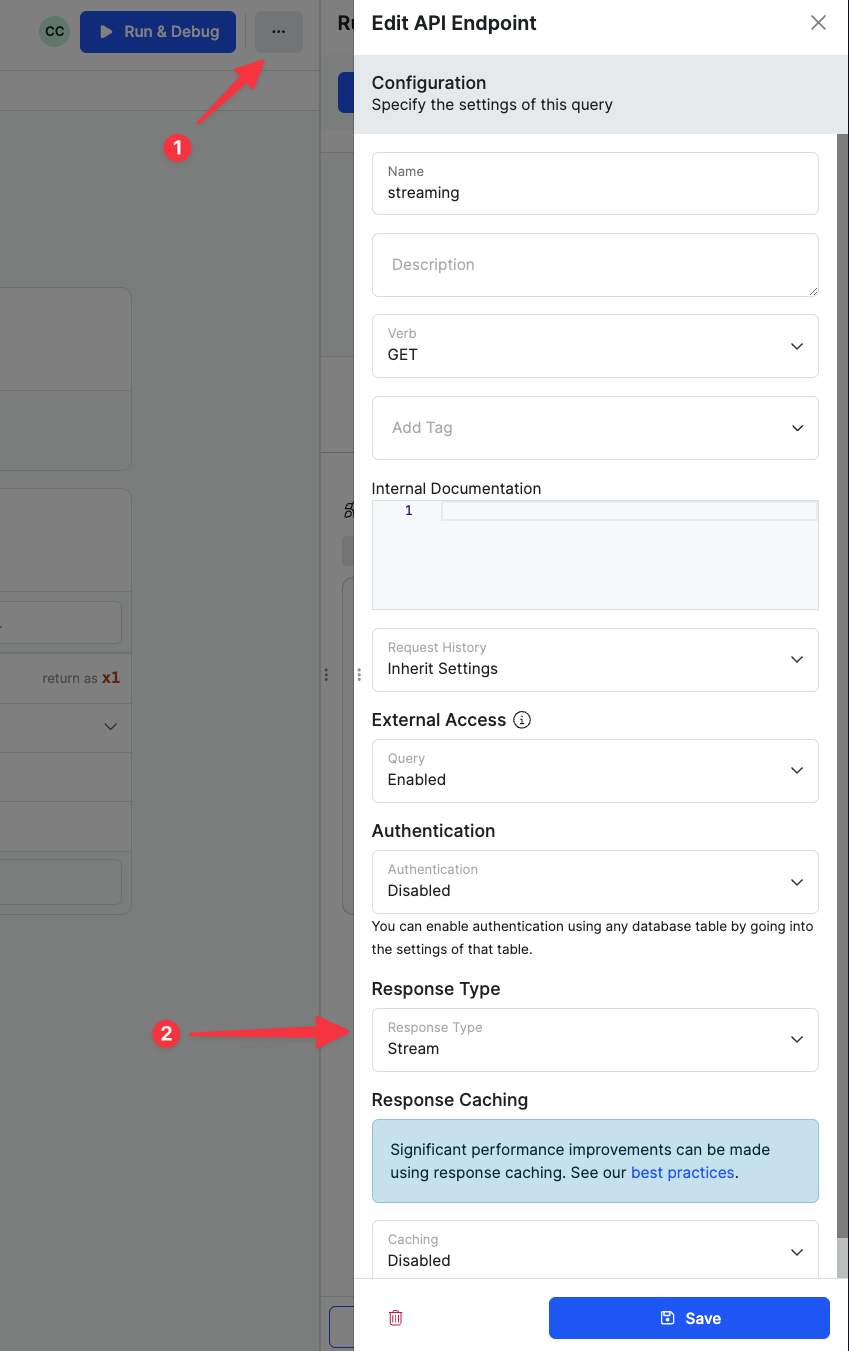 CC
Run & Debug
...
1
return as x1
2
Edit API Endpoint
Configuration
Specify the settings of this query
Name
streaming
Description
Verb
GET
Add Tag
Internal Documentation
1
Request History
Inherit Settings
External Access
Query
Enabled
Authentication
Authentication
Disabled
You can enable authentication using any database table by going into
the settings of that table.
Response Type
Response Type
Stream
Response Caching
Significant performance improvements can be made
using response caching. See our best practices.
Caching
Disabled
Save